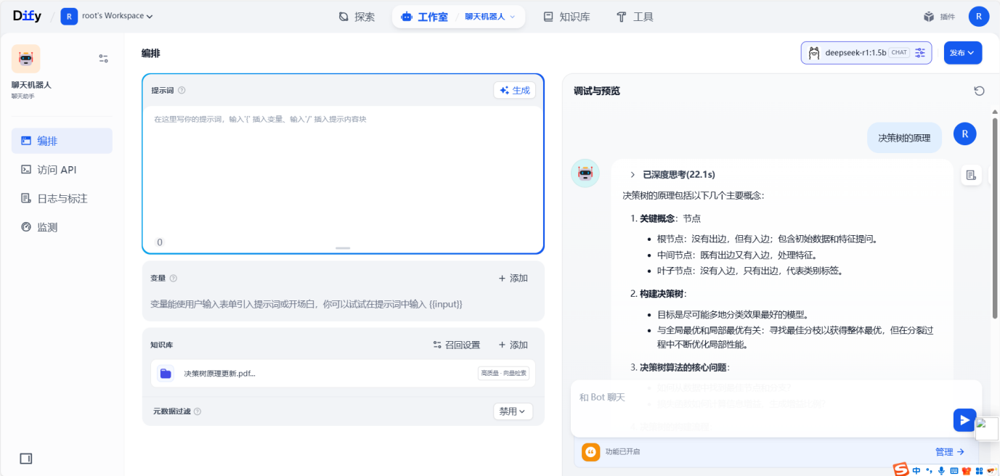 Dify / R root's Workspace
探索
工作室 / 聊天机器人
知识库
工具
插件
R
聊天机器人
聊天助手
编排
访问 API
日志与标注
监测
编排
deepseek-r1:1.5b CHAT
发布
提示词
生成
在这里写你的提示词，输入'{' 插入变量、输入'/' 插入提示内容块
0
变量
+ 添加
变量能使用户输入表单引入提示词或开场白，你可以试试在提示词中输入 {{input}}
知识库
召回设置
+ 添加
决策树原理更新.pdf...
高质量 · 向量检索
元数据过滤
禁用
调试与预览
决策树的原理
R
已深度思考(22.1s)
决策树的原理包括以下几个主要概念：
1. 关键概念：节点
• 根节点：没有出边，但有入边；包含初始数据和特征提问。
• 中间节点：既有出边又有入边，处理特征。
• 叶子节点：没有入边，只有出边，代表类别标签。
2. 构建决策树：
• 目标是尽可能多地分类效果最好的模型。
• 与全局最优和局部最优有关：寻找最佳分枝以获得整体最优，但在分裂过
程中不断优化局部性能。
3. 决策树算法的核心问题：
和 Bot 聊天
功能已开启
管理 →
中